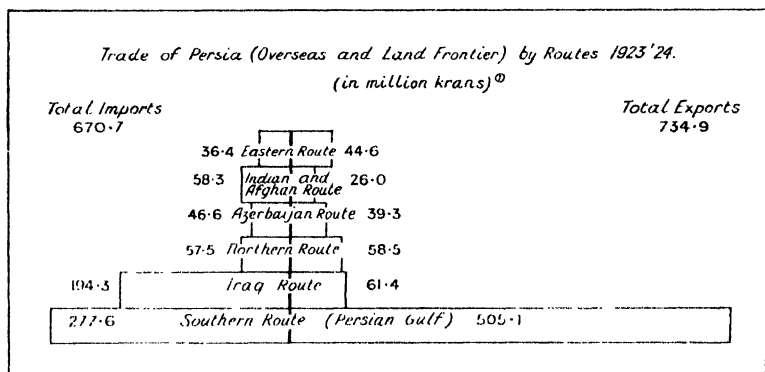 Trade of Persia (Overseas and Land Frontier) by Routes 1923'24.
(in million krans)①
Total Imports
670·7
Total Exports
734·9
36·4 Eastern Route 44·6
58·3 Indian and Afghan Route 26·0
46·6 Azerbaijan Route 39·3
57·5 Northern Route 58·5
194·3 Iraq Route 61·4
277·6 Southern Route (Persian Gulf) 505·1